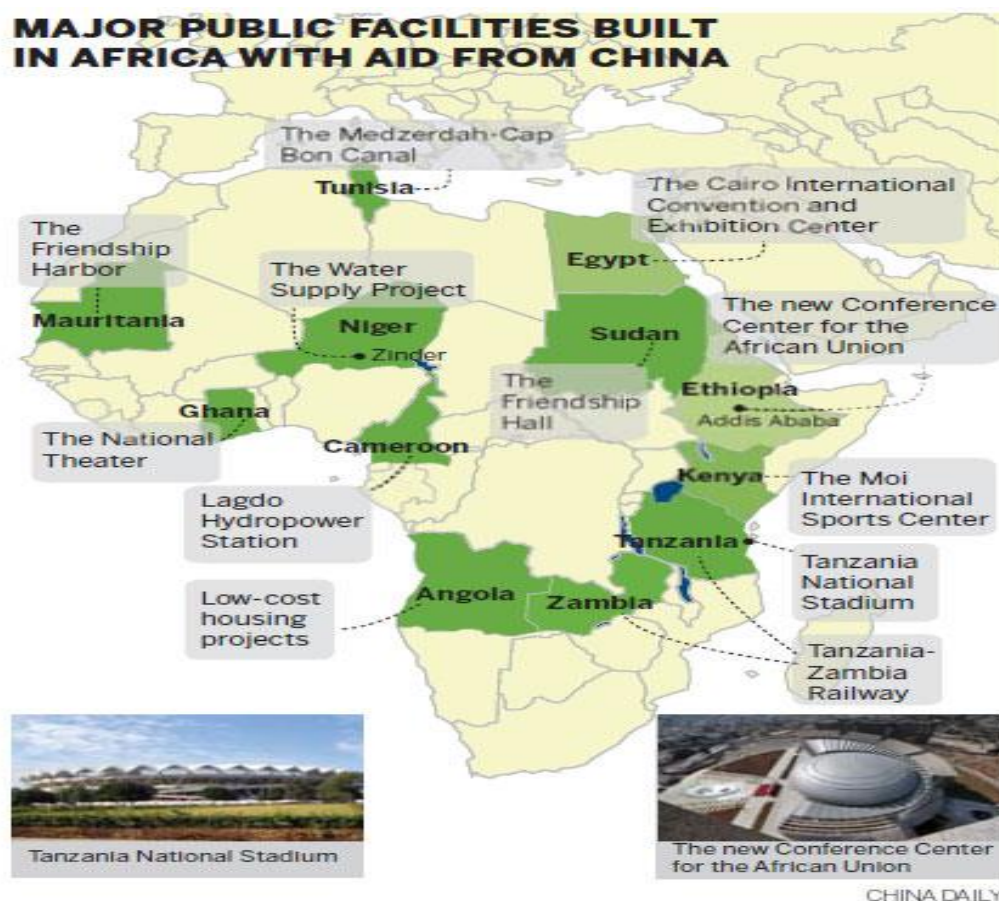 MAJOR PUBLIC FACILITIES BUILT
IN AFRICA WITH AID FROM CHINA
The Medzerdah-Cap
Bon Canal
Tunisia
The Cairo International
Convention and
Exhibition Center
Egypt
The
Friendship
Harbor
Mauritania
The Water
Supply Project
Niger
Zinder
Sudan
The new Conference
Center for the
African Union
The
Friendship
Hall
Ethiopla
Addis Ababa
Ghana
The National
Theater
Cameroon
Kenya
The Moi
International
Sports Center
Lagdo
Hydropower
Station
Tanzania
Tanzania
National
Stadium
Angola
Zambia
Low-cost
housing
projects
Tanzania-
Zambia
Railway
Tanzania National Stadium
The new Conference Center
for the African Union
CHINA DAILY